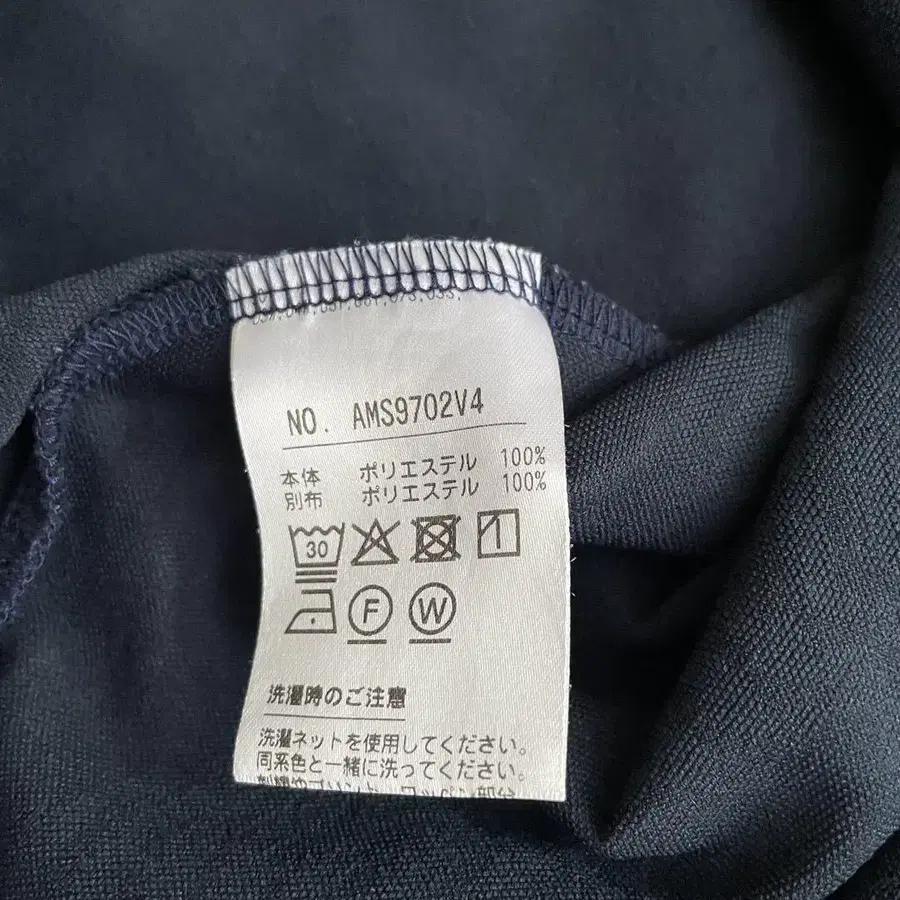 NO. AMS9702V4
本体 ポリエステル 100%
別布 ポリエステル 100%
30
F W
洗濯時のご注意
洗濯ネットを使用してください。
同系色と一緒に洗ってください。